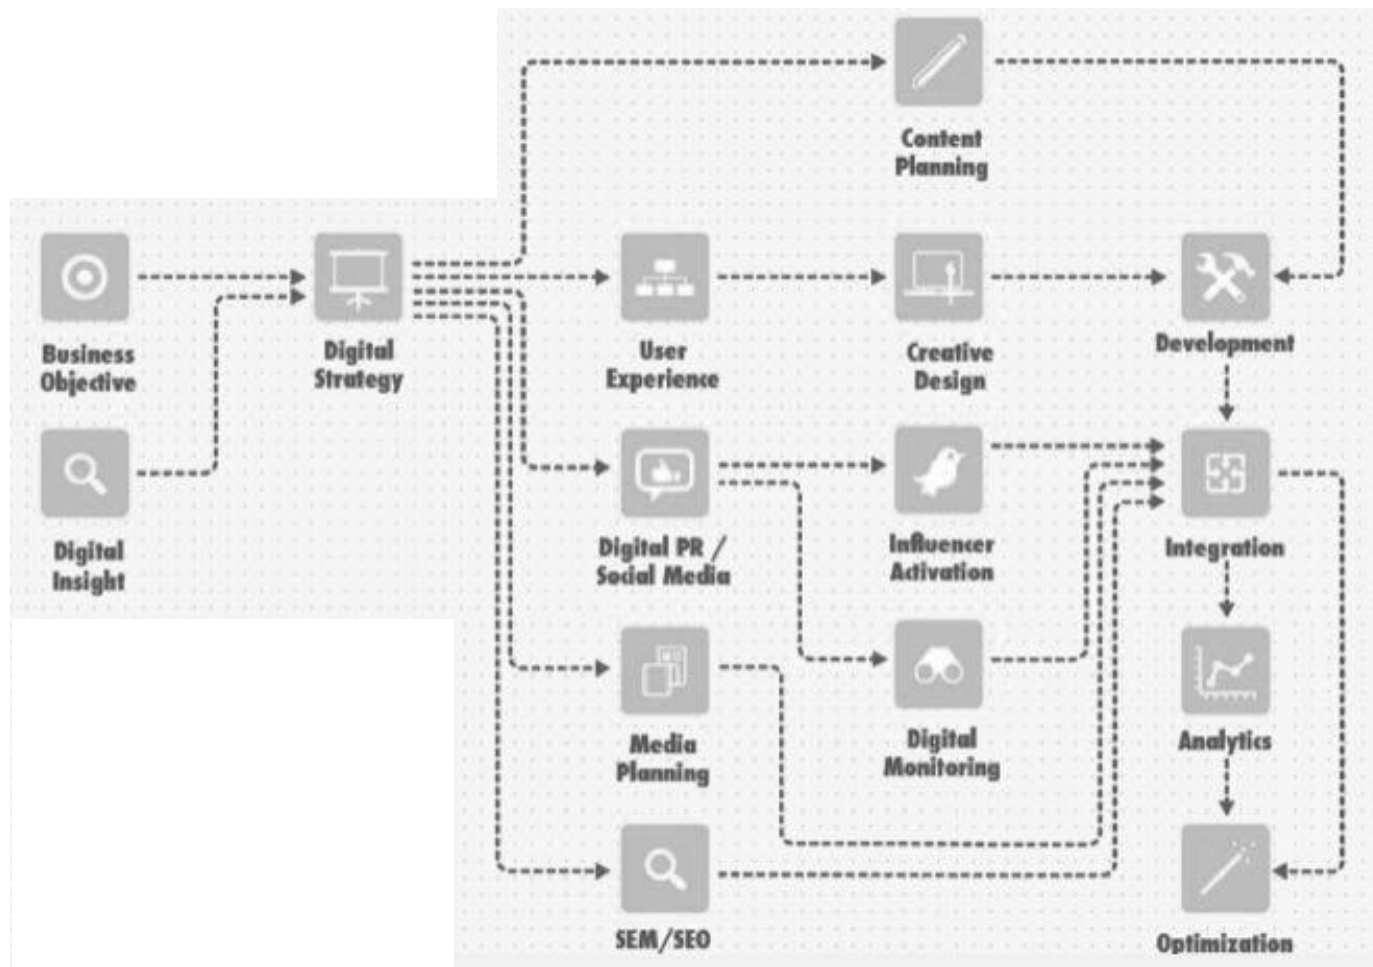 Content
Planning
Business
Objective
Digital
Strategy
User
Experience
Creative
Design
Development
Digital
Insight
Digital PR /
Social Media
Influencer
Activation
Integration
Media
Planning
Digital
Monitoring
Analytics
SEM/SEO
Optimization